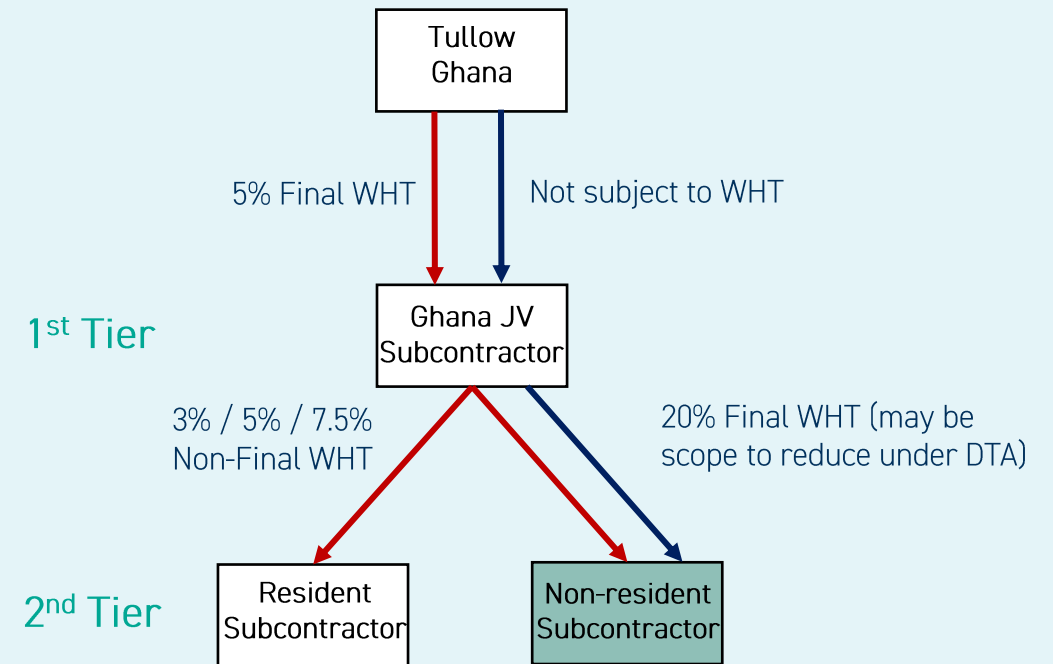 Tullow
Ghana
5% Final WHT
Not subject to WHT
1st Tier
Ghana JV
Subcontractor
3% / 5% / 7.5%
Non-Final WHT
20% Final WHT (may be
scope to reduce under DTA)
2nd Tier
Resident
Subcontractor
Non-resident
Subcontractor